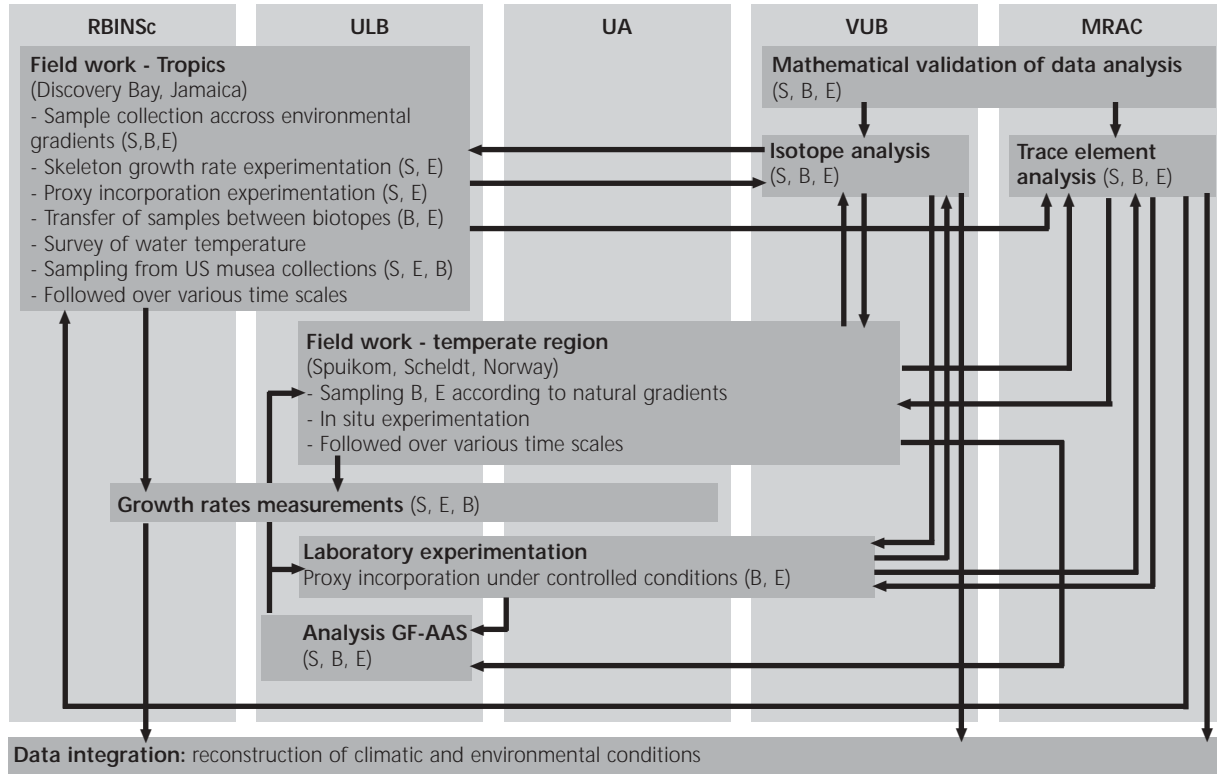 RBINSc
ULB
UA
VUB
MRAC
Field work - Tropics
(Discovery Bay, Jamaica)
- Sample collection accross environmental
gradients (S,B,E)
- Skeleton growth rate experimentation (S, E)
- Proxy incorporation experimentation (S, E)
- Transfer of samples between biotopes (B, E)
- Survey of water temperature
- Sampling from US musea collections (S, E, B)
- Followed over various time scales
Mathematical validation of data analysis
(S, B, E)
Isotope analysis
(S, B, E)
Trace element
analysis (S, B, E)
Field work - temperate region
(Spuikom, Scheldt, Norway)
- Sampling B, E according to natural gradients
- In situ experimentation
- Followed over various time scales
Growth rates measurements (S, E, B)
Laboratory experimentation
Proxy incorporation under controlled conditions (B, E)
Analysis GF-AAS
(S, B, E)
Data integration: reconstruction of climatic and environmental conditions